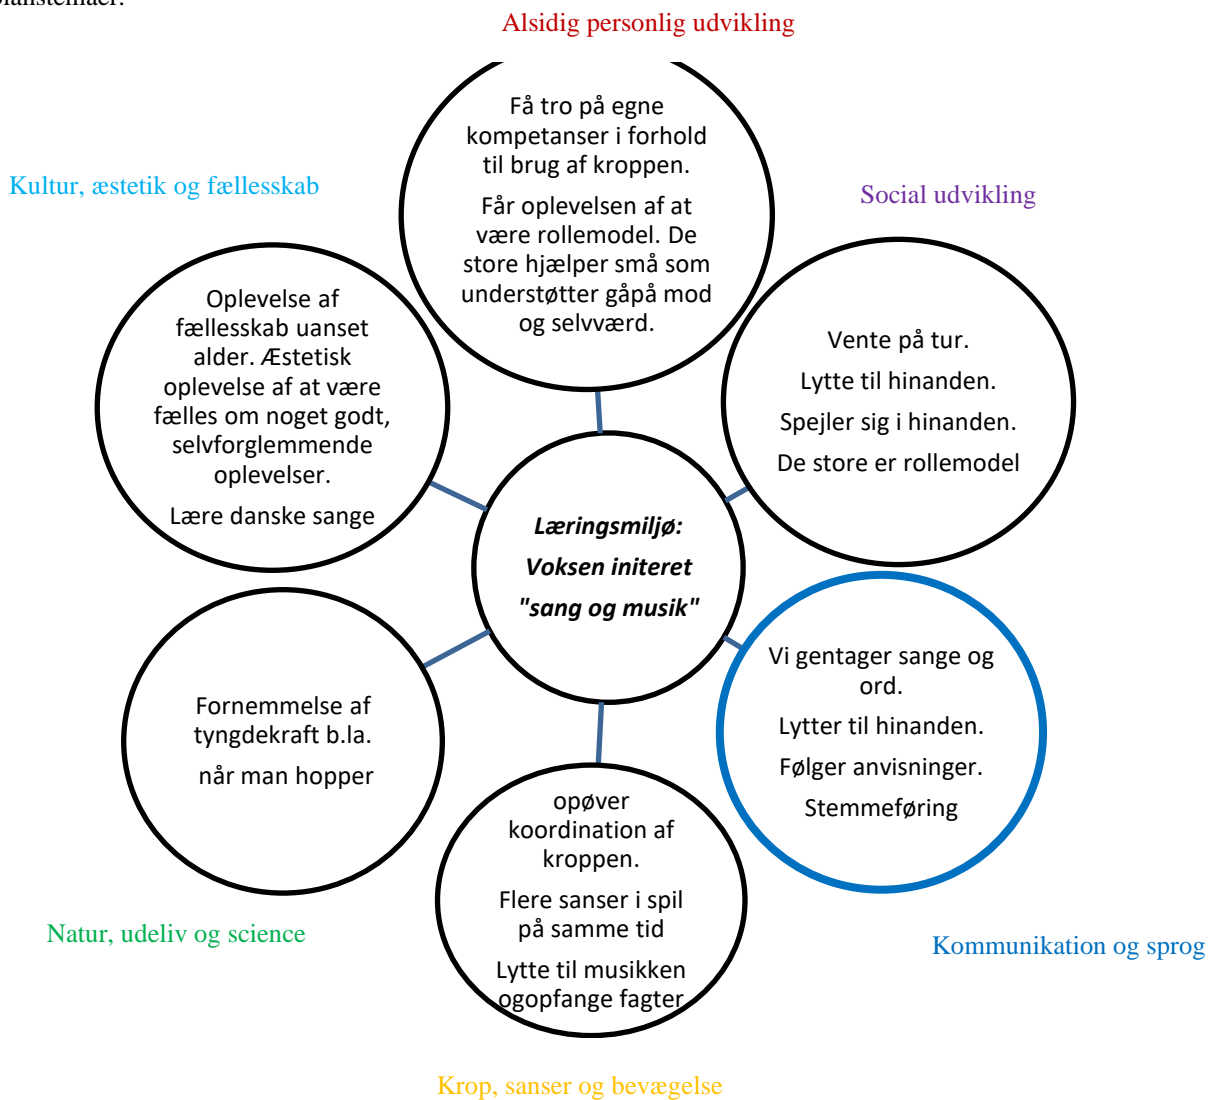 Alsidig personlig udvikling
Få tro på egne
kompetanser i forhold
til brug af kroppen.
Får oplevelsen af at
være rollemodel. De
store hjælper små som
understøtter gåpå mod
og selvværd.
Kultur, æstetik og fællesskab
Oplevelse af
fællesskab uanset
alder. Æstetisk
oplevelse af at være
fælles om noget godt,
selvforglemmende
oplevelser.
Lære danske sange
Social udvikling
Vente på tur.
Lytte til hinanden.
Spejler sig i hinanden.
De store er rollemodel
Læringsmiljø:
Voksen initeret
"sang og musik"
Vi gentager sange og
ord.
Lytter til hinanden.
Følger anvisninger.
Stemmeføring
Kommunikation og sprog
Fornemmelse af
tyngdekraft b.la.
når man hopper
Natur, udeliv og science
opøver
koordination af
kroppen.
Flere sanser i spil
på samme tid
Lytte til musikken
ogopfange fagter
Krop, sanser og bevægelse